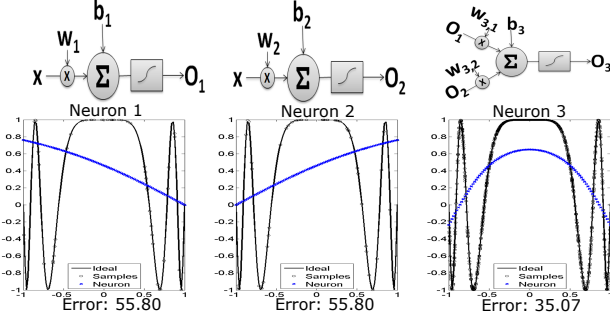 b1
W1
X
x
Σ
O1
Neuron 1
1
0.8
0.6
0.4
0.2
0
-0.2
-0.4
-0.6
-0.8
-1
-1
-0.5
0
0.5
1
Ideal
Samples
Neuron
Error: 55.80
b2
W2
X
x
Σ
O2
Neuron 2
1
0.8
0.6
0.4
0.2
0
-0.2
-0.4
-0.6
-0.8
-1
-1
-0.5
0
0.5
1
Ideal
Samples
Neuron
Error: 55.80
W3,1
O1
x
b3
W3,2
O2
x
Σ
O3
Neuron 3
1
0.8
0.6
0.4
0.2
0
-0.2
-0.4
-0.6
-0.8
-1
-1
-0.5
0
0.5
1
Ideal
Samples
Neuron
Error: 35.07